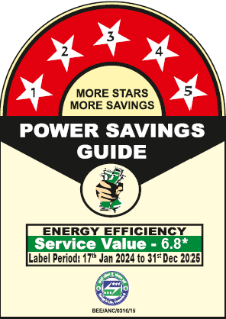 1 2 3 4 5
MORE STARS
MORE SAVINGS
POWER SAVINGS
GUIDE
ENERGY EFFICIENCY
Service Value - 6.8*
Label Period: 17th Jan 2024 to 31st Dec 2025
BEE/ANC/0316/15